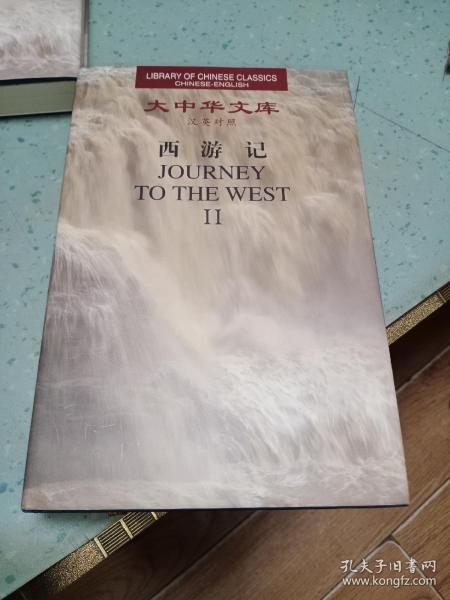 LIBRARY OF CHINESE CLASSICS
CHINESE-ENGLISH
大中华文库
汉英对照
西游记
JOURNEY
TO THE WEST
II
孔夫子旧书网
www.kongfz.com